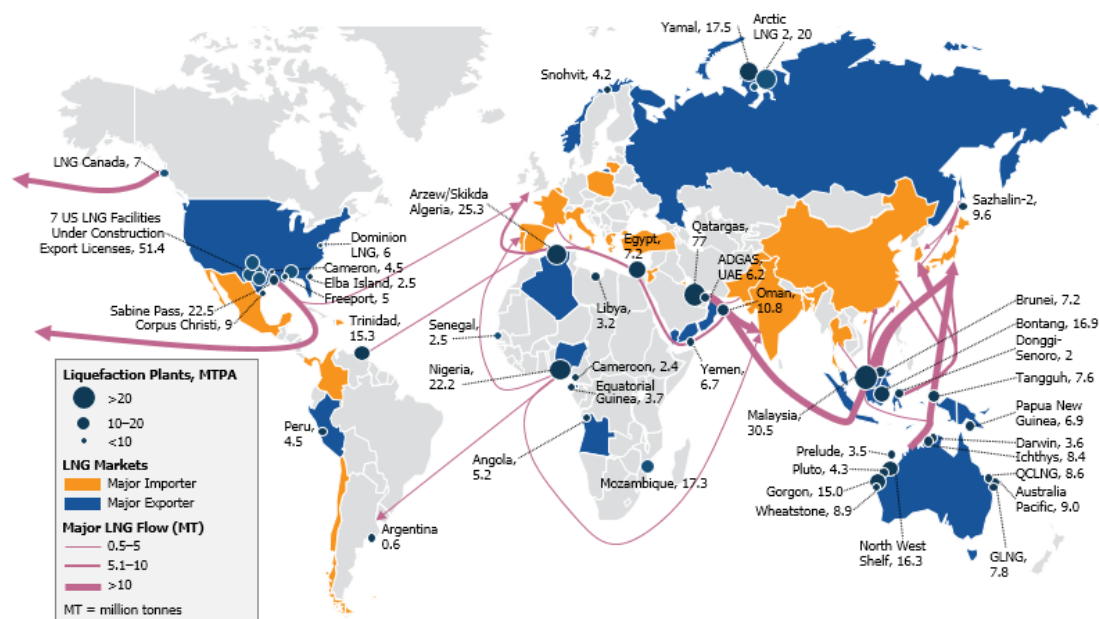 Yamal, 17.5
Arctic
LNG 2, 20
Snohvit, 4.2
LNG Canada, 7
Arzew/Skikda
Algeria, 25.3
Sazhalin-2,
9.6
7 US LNG Facilities
Under Construction
Export Licenses, 51.4
Dominion
LNG, 6
Cameron, 4.5
Elba Island, 2.5
Freeport, 5
Sabine Pass, 22.5
Corpus Christi, 9
Egypt,
7.2
Qatargas,
77
ADGAS,
UAE 6.2
Oman,
10.8
Libya,
3.2
Yemen,
6.7
Trinidad,
15.3
Senegal,
2.5
Nigeria,
22.2
Cameroon, 2.4
Equatorial
Guinea, 3.7
Brunei, 7.2
Bontang, 16.9
Donggi-
Senoro, 2
Tangguh, 7.6
Papua New
Guinea, 6.9
Malaysia,
30.5
Peru,
4.5
Angola,
5.2
Mozambique, 17.3
Argentina
0.6
Prelude, 3.5
Pluto, 4.3
Gorgon, 15.0
Wheatstone, 8.9
Darwin, 3.6
Ichthys, 8.4
QCLNG, 8.6
Australia
Pacific, 9.0
North West
Shelf, 16.3
GLNG,
7.8
Liquefaction Plants, MTPA
>20
10–20
<10
LNG Markets
Major Importer
Major Exporter
Major LNG Flow (MT)
0.5–5
5.1–10
>10
MT = million tonnes